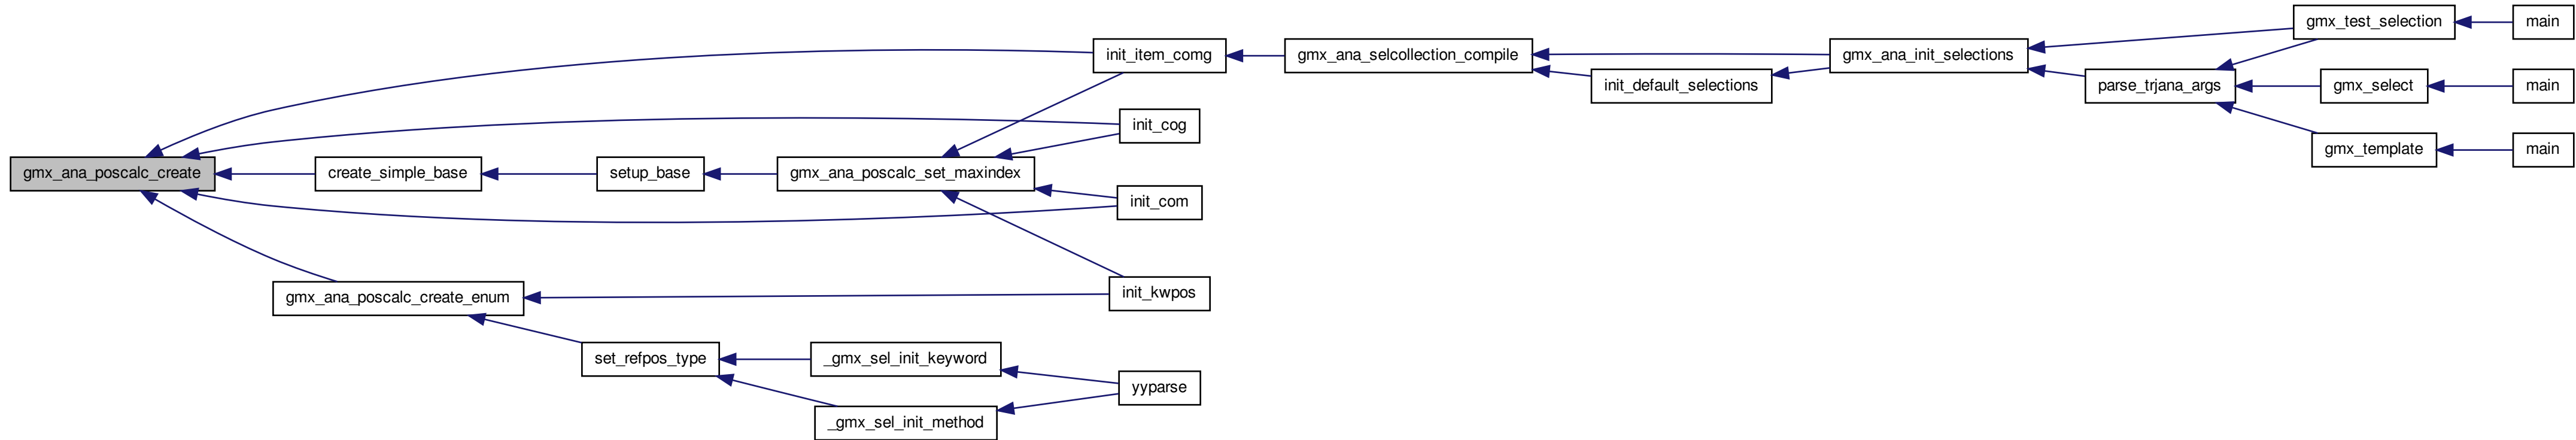 gmx_ana_poscalc_create
create_simple_base
gmx_ana_poscalc_create_enum
setup_base
set_refpos_type
gmx_ana_poscalc_set_maxindex
_gmx_sel_init_keyword
_gmx_sel_init_method
init_item_comg
init_cog
init_com
init_kwpos
yyparse
gmx_ana_selcollection_compile
init_default_selections
gmx_ana_init_selections
parse_trjana_args
gmx_test_selection
gmx_select
gmx_template
main
main
main